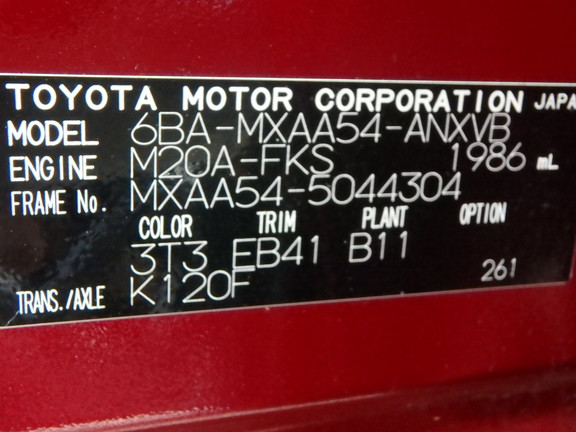 TOYOTA MOTOR CORPORATION JAPA
MODEL 6BA-MXAA54-ANXVB
ENGINE M20A-FKS 1986 mL
FRAME No. MXAA54-5044304
COLOR TRIM PLANT OPTION
3T3 EB41 B11
TRANS./AXLE K120F 261